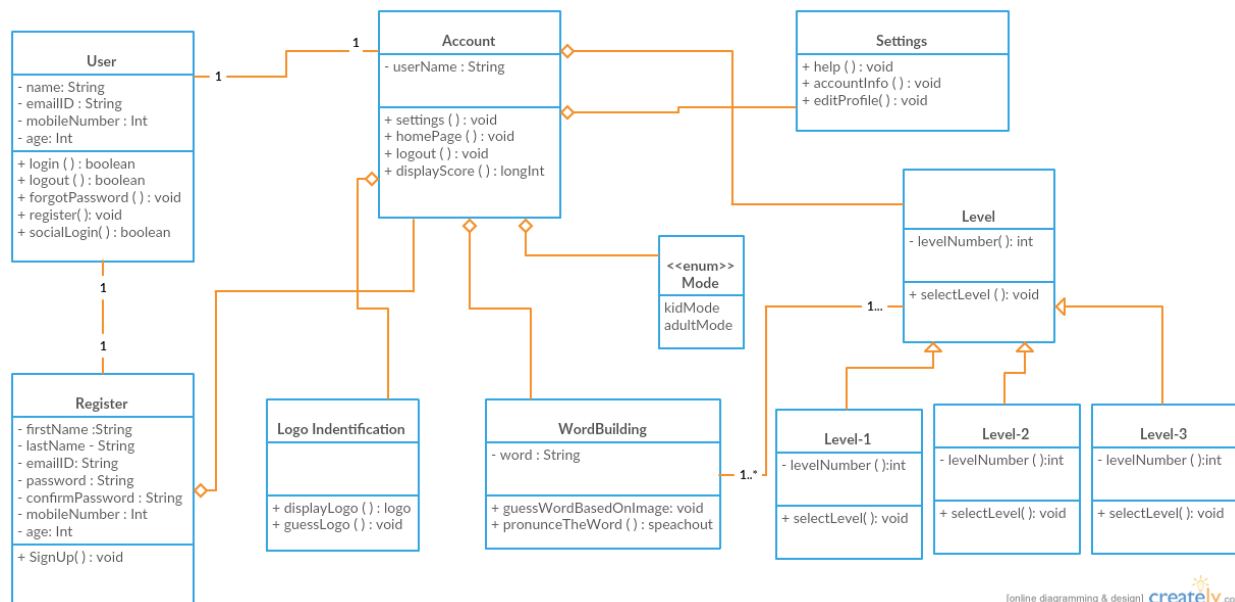 User
- name: String
- emailID : String
- mobileNumber : Int
- age: Int
+ login ( ) : boolean
+ logout ( ) : boolean
+ forgotPassword ( ) : void
+ register( ): void
+ socialLogin( ) : boolean
1
1
Account
- userName : String
+ settings ( ) : void
+ homePage ( ) : void
+ logout ( ) : void
+ displayScore ( ) : longInt
Settings
+ help ( ) : void
+ accountInfo ( ) : void
+ editProfile( ) : void
Level
- levelNumber( ): int
+ selectLevel ( ): void
<<enum>>
Mode
kidMode
adultMode
1...
1..*
1
1
Register
- firstName :String
- lastName - String
- emailID: String
- password : String
- confirmPassword : String
- mobileNumber : Int
- age: Int
+ SignUp( ) : void
Logo Indentification
+ displayLogo ( ) : logo
+ guessLogo ( ) : void
WordBuilding
- word : String
+ guessWordBasedOnImage: void
+ pronunceTheWord ( ) : speachout
Level-1
- levelNumber ( ):int
+ selectLevel( ): void
Level-2
- levelNumber ( ):int
+ selectLevel( ): void
Level-3
- levelNumber ( ):int
+ selectLevel( ): void
[online diagramming & design] creately.co